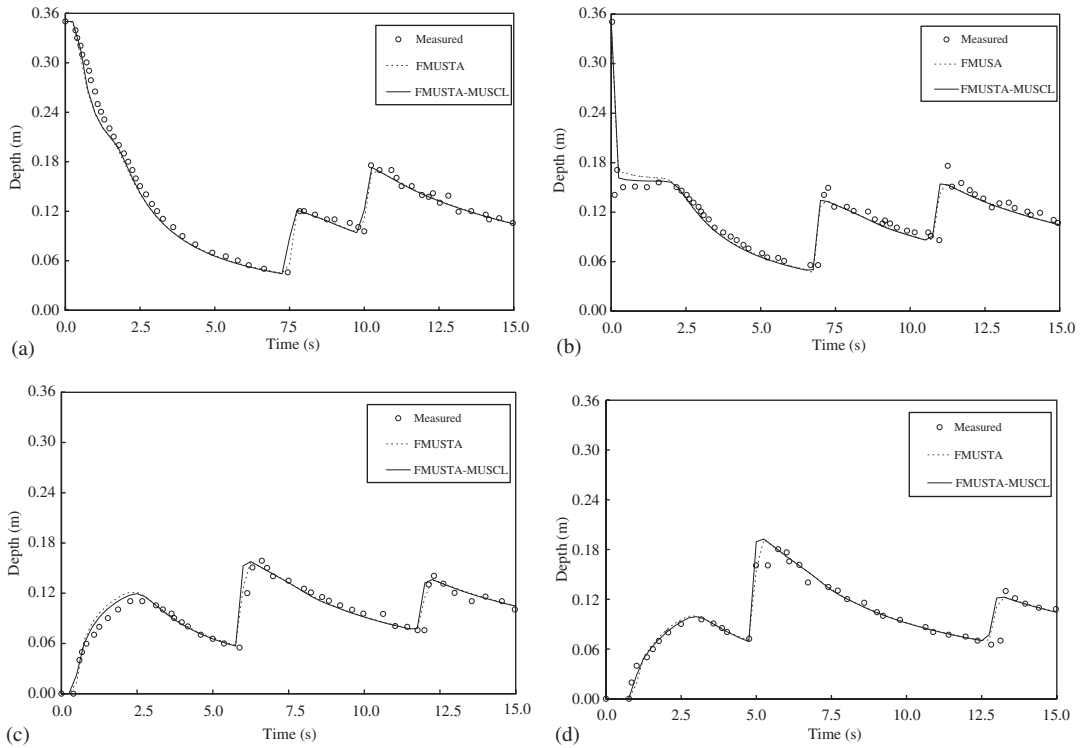 0.36
0.30
0.24
0.18
0.12
0.06
0.00
Depth (m)
Measured
FMUSTA
FMUSTA-MUSCL
0.0
2.5
5.0
7.5
10.0
12.5
15.0
Time (s)
(a)
0.36
0.30
0.24
0.18
0.12
0.06
0.00
Depth (m)
Measured
FMUSA
FMUSTA-MUSCL
0.0
2.5
5.0
7.5
10.0
12.5
15.0
Time (s)
(b)
0.36
0.30
0.24
0.18
0.12
0.06
0.00
Depth (m)
Measured
FMUSTA
FMUSTA-MUSCL
0.0
2.5
5.0
7.5
10.0
12.5
15.0
Time (s)
(c)
0.36
0.30
0.24
0.18
0.12
0.06
0.00
Depth (m)
Measured
FMUSTA
FMUSTA-MUSCL
0.0
2.5
5.0
7.5
10.0
12.5
15.0
Time (s)
(d)